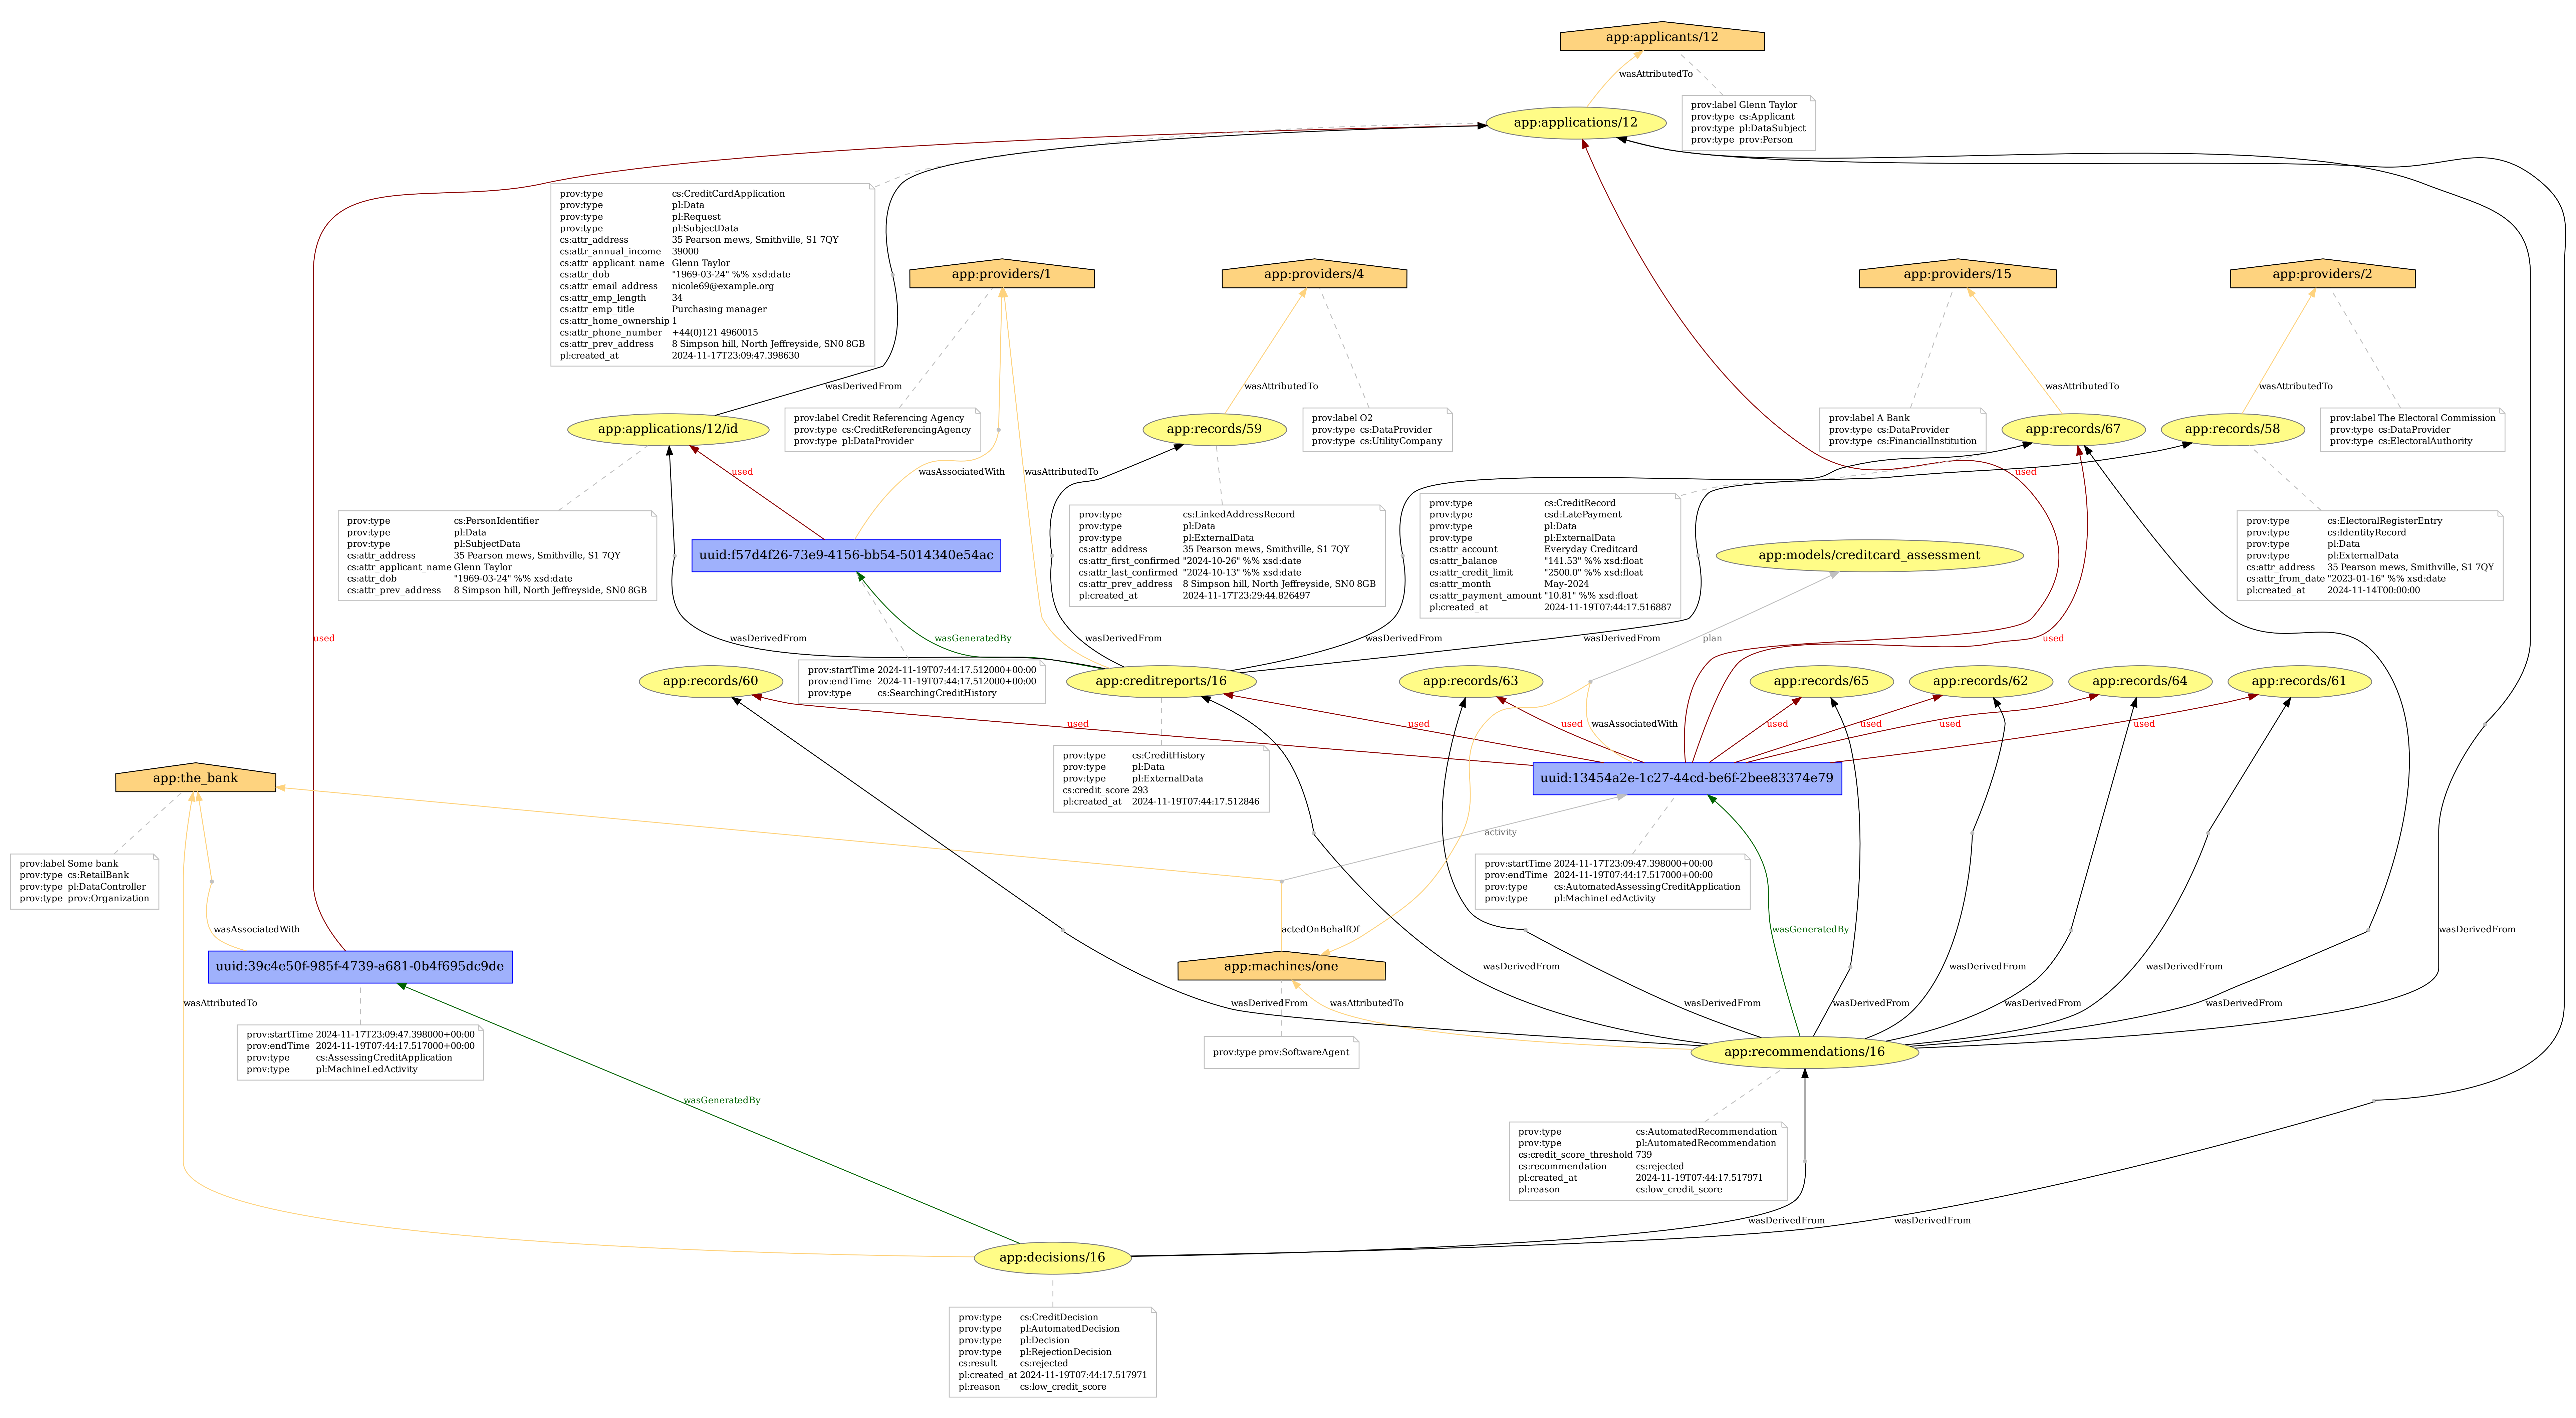 app:applicants/12
wasAttributedTo
prov:label Glenn Taylor
prov:type cs:Applicant
prov:type pl:DataSubject
prov:type prov:Person
app:applications/12
prov:type cs:CreditCardApplication
prov:type pl:Data
prov:type pl:Request
prov:type pl:SubjectData
cs:attr_address 35 Pearson mews, Smithville, S1 7QY
cs:attr_annual_income 39000
cs:attr_applicant_name Glenn Taylor
cs:attr_dob "1969-03-24" %% xsd:date
cs:attr_email_address nicole69@example.org
cs:attr_emp_length 34
cs:attr_emp_title Purchasing manager
cs:attr_home_ownership 1
cs:attr_phone_number +44(0)121 4960015
cs:attr_prev_address 8 Simpson hill, North Jeffreyside, SN0 8GB
pl:created_at 2024-11-17T23:09:47.398630
app:providers/1
app:providers/4
app:providers/15
app:providers/2
wasDerivedFrom
wasAttributedTo
wasAttributedTo
wasAttributedTo
prov:label Credit Referencing Agency
prov:type cs:CreditReferencingAgency
prov:type pl:DataProvider
prov:label O2
prov:type cs:DataProvider
prov:type cs:UtilityCompany
prov:label A Bank
prov:type cs:DataProvider
prov:type cs:FinancialInstitution
prov:label The Electoral Commission
prov:type cs:DataProvider
prov:type cs:ElectoralAuthority
app:applications/12/id
app:records/59
app:records/67
app:records/58
used
wasAssociatedWith
wasAttributedTo
used
prov:type cs:PersonIdentifier
prov:type pl:Data
prov:type pl:SubjectData
cs:attr_address 35 Pearson mews, Smithville, S1 7QY
cs:attr_applicant_name Glenn Taylor
cs:attr_dob "1969-03-24" %% xsd:date
cs:attr_prev_address 8 Simpson hill, North Jeffreyside, SN0 8GB
uuid:f57d4f26-73e9-4156-bb54-5014340e54ac
prov:type cs:LinkedAddressRecord
prov:type pl:Data
prov:type pl:ExternalData
cs:attr_address 35 Pearson mews, Smithville, S1 7QY
cs:attr_first_confirmed "2024-10-26" %% xsd:date
cs:attr_last_confirmed "2024-10-13" %% xsd:date
cs:attr_prev_address 8 Simpson hill, North Jeffreyside, SN0 8GB
pl:created_at 2024-11-17T23:29:44.826497
prov:type cs:CreditRecord
prov:type csd:LatePayment
prov:type pl:Data
prov:type pl:ExternalData
cs:attr_account Everyday Creditcard
cs:attr_balance "141.53" %% xsd:float
cs:attr_credit_limit "2500.0" %% xsd:float
cs:attr_month May-2024
cs:attr_payment_amount "10.81" %% xsd:float
pl:created_at 2024-11-19T07:44:17.516887
app:models/creditcard_assessment
prov:type cs:ElectoralRegisterEntry
prov:type cs:IdentityRecord
prov:type pl:Data
prov:type pl:ExternalData
cs:attr_address 35 Pearson mews, Smithville, S1 7QY
cs:attr_from_date "2023-01-16" %% xsd:date
pl:created_at 2024-11-14T00:00:00
used
wasDerivedFrom
wasGeneratedBy
wasDerivedFrom
wasDerivedFrom
wasDerivedFrom
plan
used
prov:startTime 2024-11-19T07:44:17.512000+00:00
prov:endTime 2024-11-19T07:44:17.512000+00:00
prov:type cs:SearchingCreditHistory
app:records/60
app:creditreports/16
app:records/63
app:records/65
app:records/62
app:records/64
app:records/61
used
used
used
wasAssociatedWith
used
used
used
used
prov:type cs:CreditHistory
prov:type pl:Data
prov:type pl:ExternalData
cs:credit_score 293
pl:created_at 2024-11-19T07:44:17.512846
app:the_bank
uuid:13454a2e-1c27-44cd-be6f-2bee83374e79
activity
prov:label Some bank
prov:type cs:RetailBank
prov:type pl:DataController
prov:type prov:Organization
prov:startTime 2024-11-17T23:09:47.398000+00:00
prov:endTime 2024-11-19T07:44:17.517000+00:00
prov:type cs:AutomatedAssessingCreditApplication
prov:type pl:MachineLedActivity
wasAssociatedWith
actedOnBehalfOf
wasGeneratedBy
wasDerivedFrom
uuid:39c4e50f-985f-4739-a681-0b4f695dc9de
app:machines/one
wasDerivedFrom
wasDerivedFrom
wasDerivedFrom
wasAttributedTo
wasDerivedFrom
wasAttributedTo
wasDerivedFrom
wasDerivedFrom
wasDerivedFrom
wasDerivedFrom
prov:startTime 2024-11-17T23:09:47.398000+00:00
prov:endTime 2024-11-19T07:44:17.517000+00:00
prov:type cs:AssessingCreditApplication
prov:type pl:MachineLedActivity
prov:type prov:SoftwareAgent
app:recommendations/16
wasGeneratedBy
prov:type cs:AutomatedRecommendation
prov:type pl:AutomatedRecommendation
cs:credit_score_threshold 739
cs:recommendation cs:rejected
pl:created_at 2024-11-19T07:44:17.517971
pl:reason cs:low_credit_score
wasDerivedFrom
wasDerivedFrom
app:decisions/16
prov:type cs:CreditDecision
prov:type pl:AutomatedDecision
prov:type pl:Decision
prov:type pl:RejectionDecision
cs:result cs:rejected
pl:created_at 2024-11-19T07:44:17.517971
pl:reason cs:low_credit_score